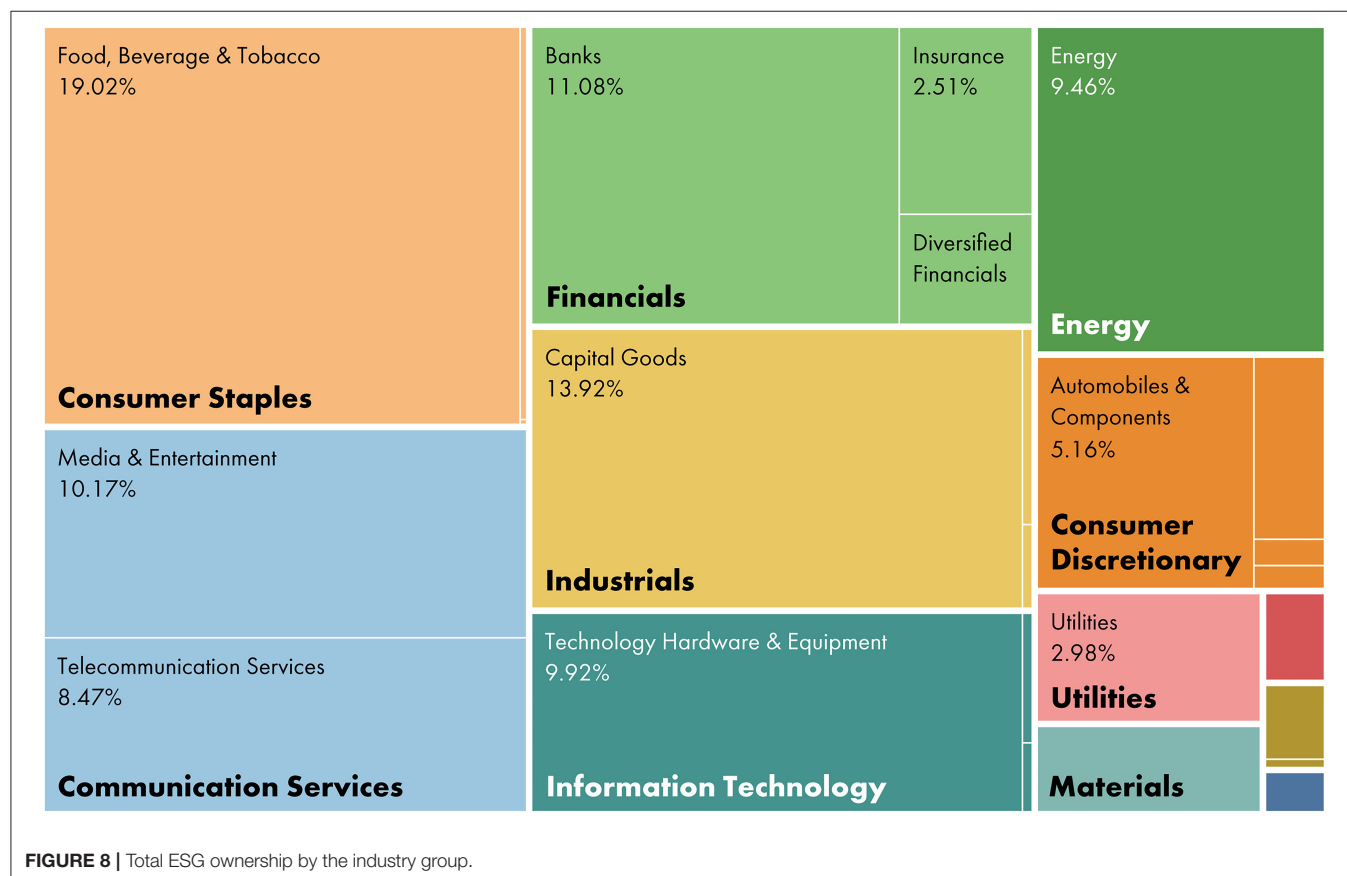 Food, Beverage & Tobacco
19.02%
Consumer Staples
Media & Entertainment
10.17%
Telecommunication Services
8.47%
Communication Services
Banks
11.08%
Insurance
2.51%
Diversified
Financials
Financials
Capital Goods
13.92%
Industrials
Technology Hardware & Equipment
9.92%
Information Technology
Energy
9.46%
Energy
Automobiles &
Components
5.16%
Consumer
Discretionary
Utilities
2.98%
Utilities
Materials
FIGURE 8 | Total ESG ownership by the industry group.